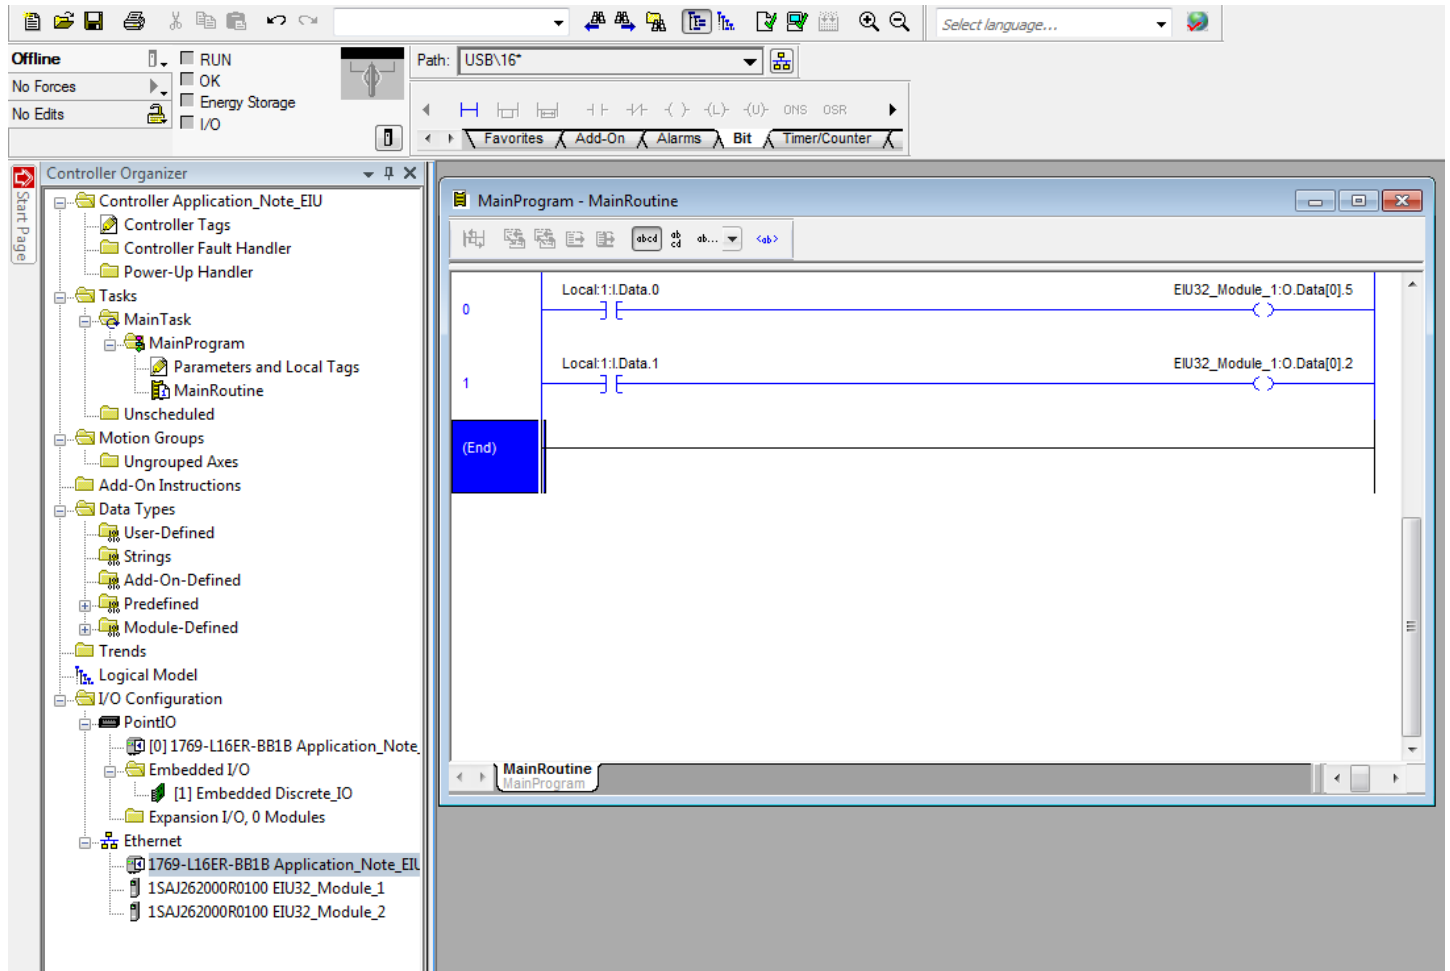 Select language...
Offline
RUN
Path: USB\16*
No Forces
OK
Energy Storage
No Edits
I/O
ONS OSR
Favorites Add-On Alarms Bit Timer/Counter
Start Page
Controller Organizer
Controller Application_Note_EIU
Controller Tags
Controller Fault Handler
Power-Up Handler
Tasks
MainTask
MainProgram
Parameters and Local Tags
MainRoutine
Unscheduled
Motion Groups
Ungrouped Axes
Add-On Instructions
Data Types
User-Defined
Strings
Add-On-Defined
Predefined
Module-Defined
Trends
Logical Model
I/O Configuration
PointIO
[0] 1769-L16ER-BB1B Application_Note_
Embedded I/O
[1] Embedded Discrete_IO
Expansion I/O, 0 Modules
Ethernet
1769-L16ER-BB1B Application_Note_EIU
1SAJ262000R0100 EIU32_Module_1
1SAJ262000R0100 EIU32_Module_2
MainProgram - MainRoutine
abcd ab cd ab... <ab>
Local:1:I.Data.0 EIU32_Module_1:O.Data[0].5
0
Local:1:I.Data.1 EIU32_Module_1:O.Data[0].2
1
(End)
MainRoutine
MainProgram